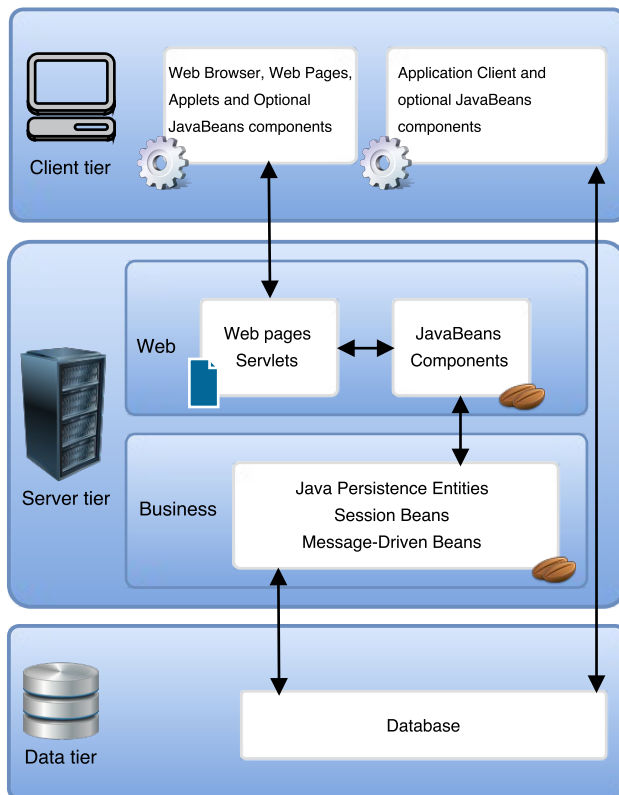 Web Browser, Web Pages,
Applets and Optional
JavaBeans components
Application Client and
optional JavaBeans
components
Client tier
Web
Web pages
Servlets
JavaBeans
Components
Server tier
Business
Java Persistence Entities
Session Beans
Message-Driven Beans
Database
Data tier